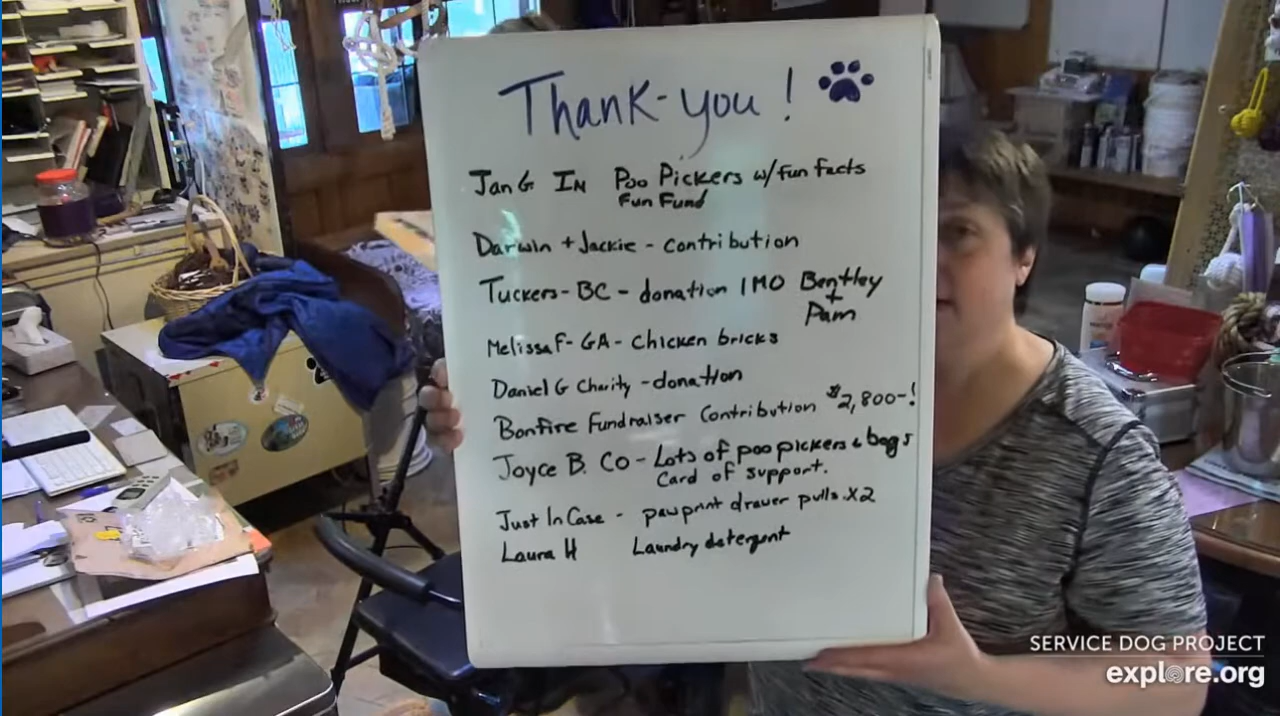 Thank-you!
Jan G IN Poo Pickers w/fun facts
Fun Fund
Darwin + Jackie - contribution
Tuckers - BC - donation IMO Bentley
+
Pam
Melissa F - GA - Chicken bricks
Daniel G Charity - donation
Bonfire Fundraiser Contribution $2,800-!
Joyce B. CO - Lots of poo pickers & bags
Card of support.
Just In Case - pawprint drawer pulls X2
Laura H Laundry detergent
SERVICE DOG PROJECT
explore.org